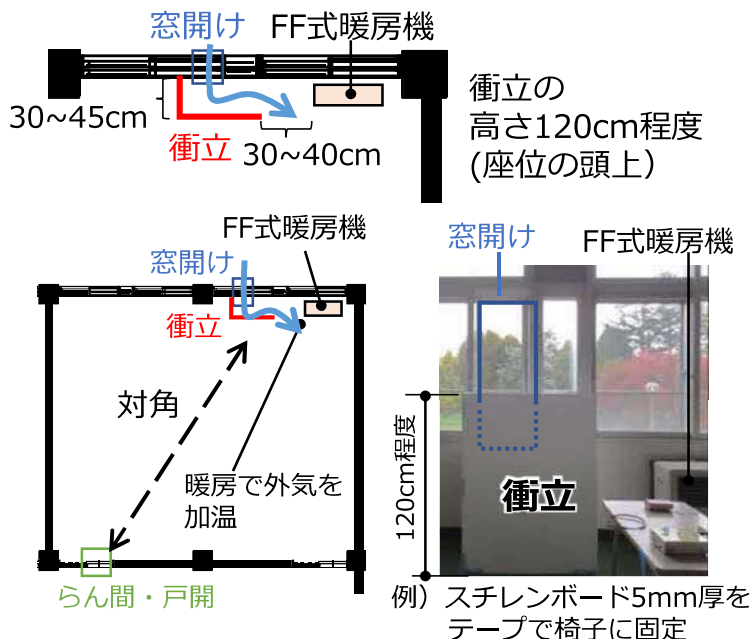 窓開け
FF式暖房機
30~45cm
衝立
30~40cm
衝立の
高さ120cm程度
(座位の頭上）
FF式暖房機
窓開け
衝立
対角
暖房で外気を
加温
らん間・戸開
窓開け
FF式暖房機
120cm程度
衝立
例）スチレンボード5mm厚を
テープで椅子に固定